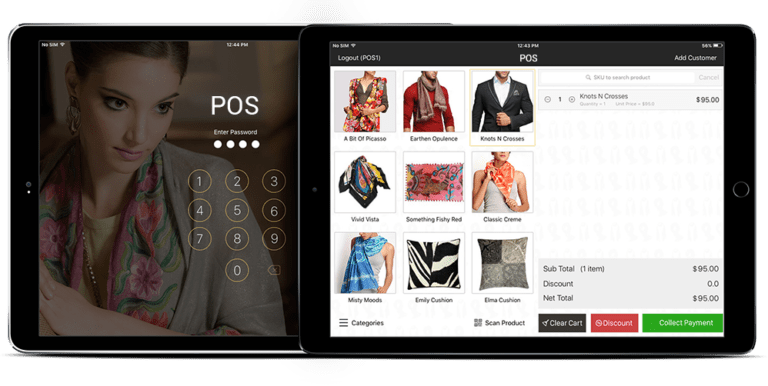 No SIM 12:44 PM
POS
Enter Password
1 2 3
4 5 6
7 8 9
0
No SIM 12:43 PM 56%
Logout (POS1) POS Add Customer
SKU to search product Cancel
1 Knots N Crosses $95.00
Quantity = 1 Unit Price =
A Bit Of Picasso Earthen Opulence Knots N Crosses
Vivid Vista Something Fishy Red Classic Creme
Misty Moods Emily Cushion Elma Cushion
Sub Total (1 item) $95.00
Discount 0.0
Net Total $95.00
Categories Scan Product
Clear Cart Discount Collect Payment